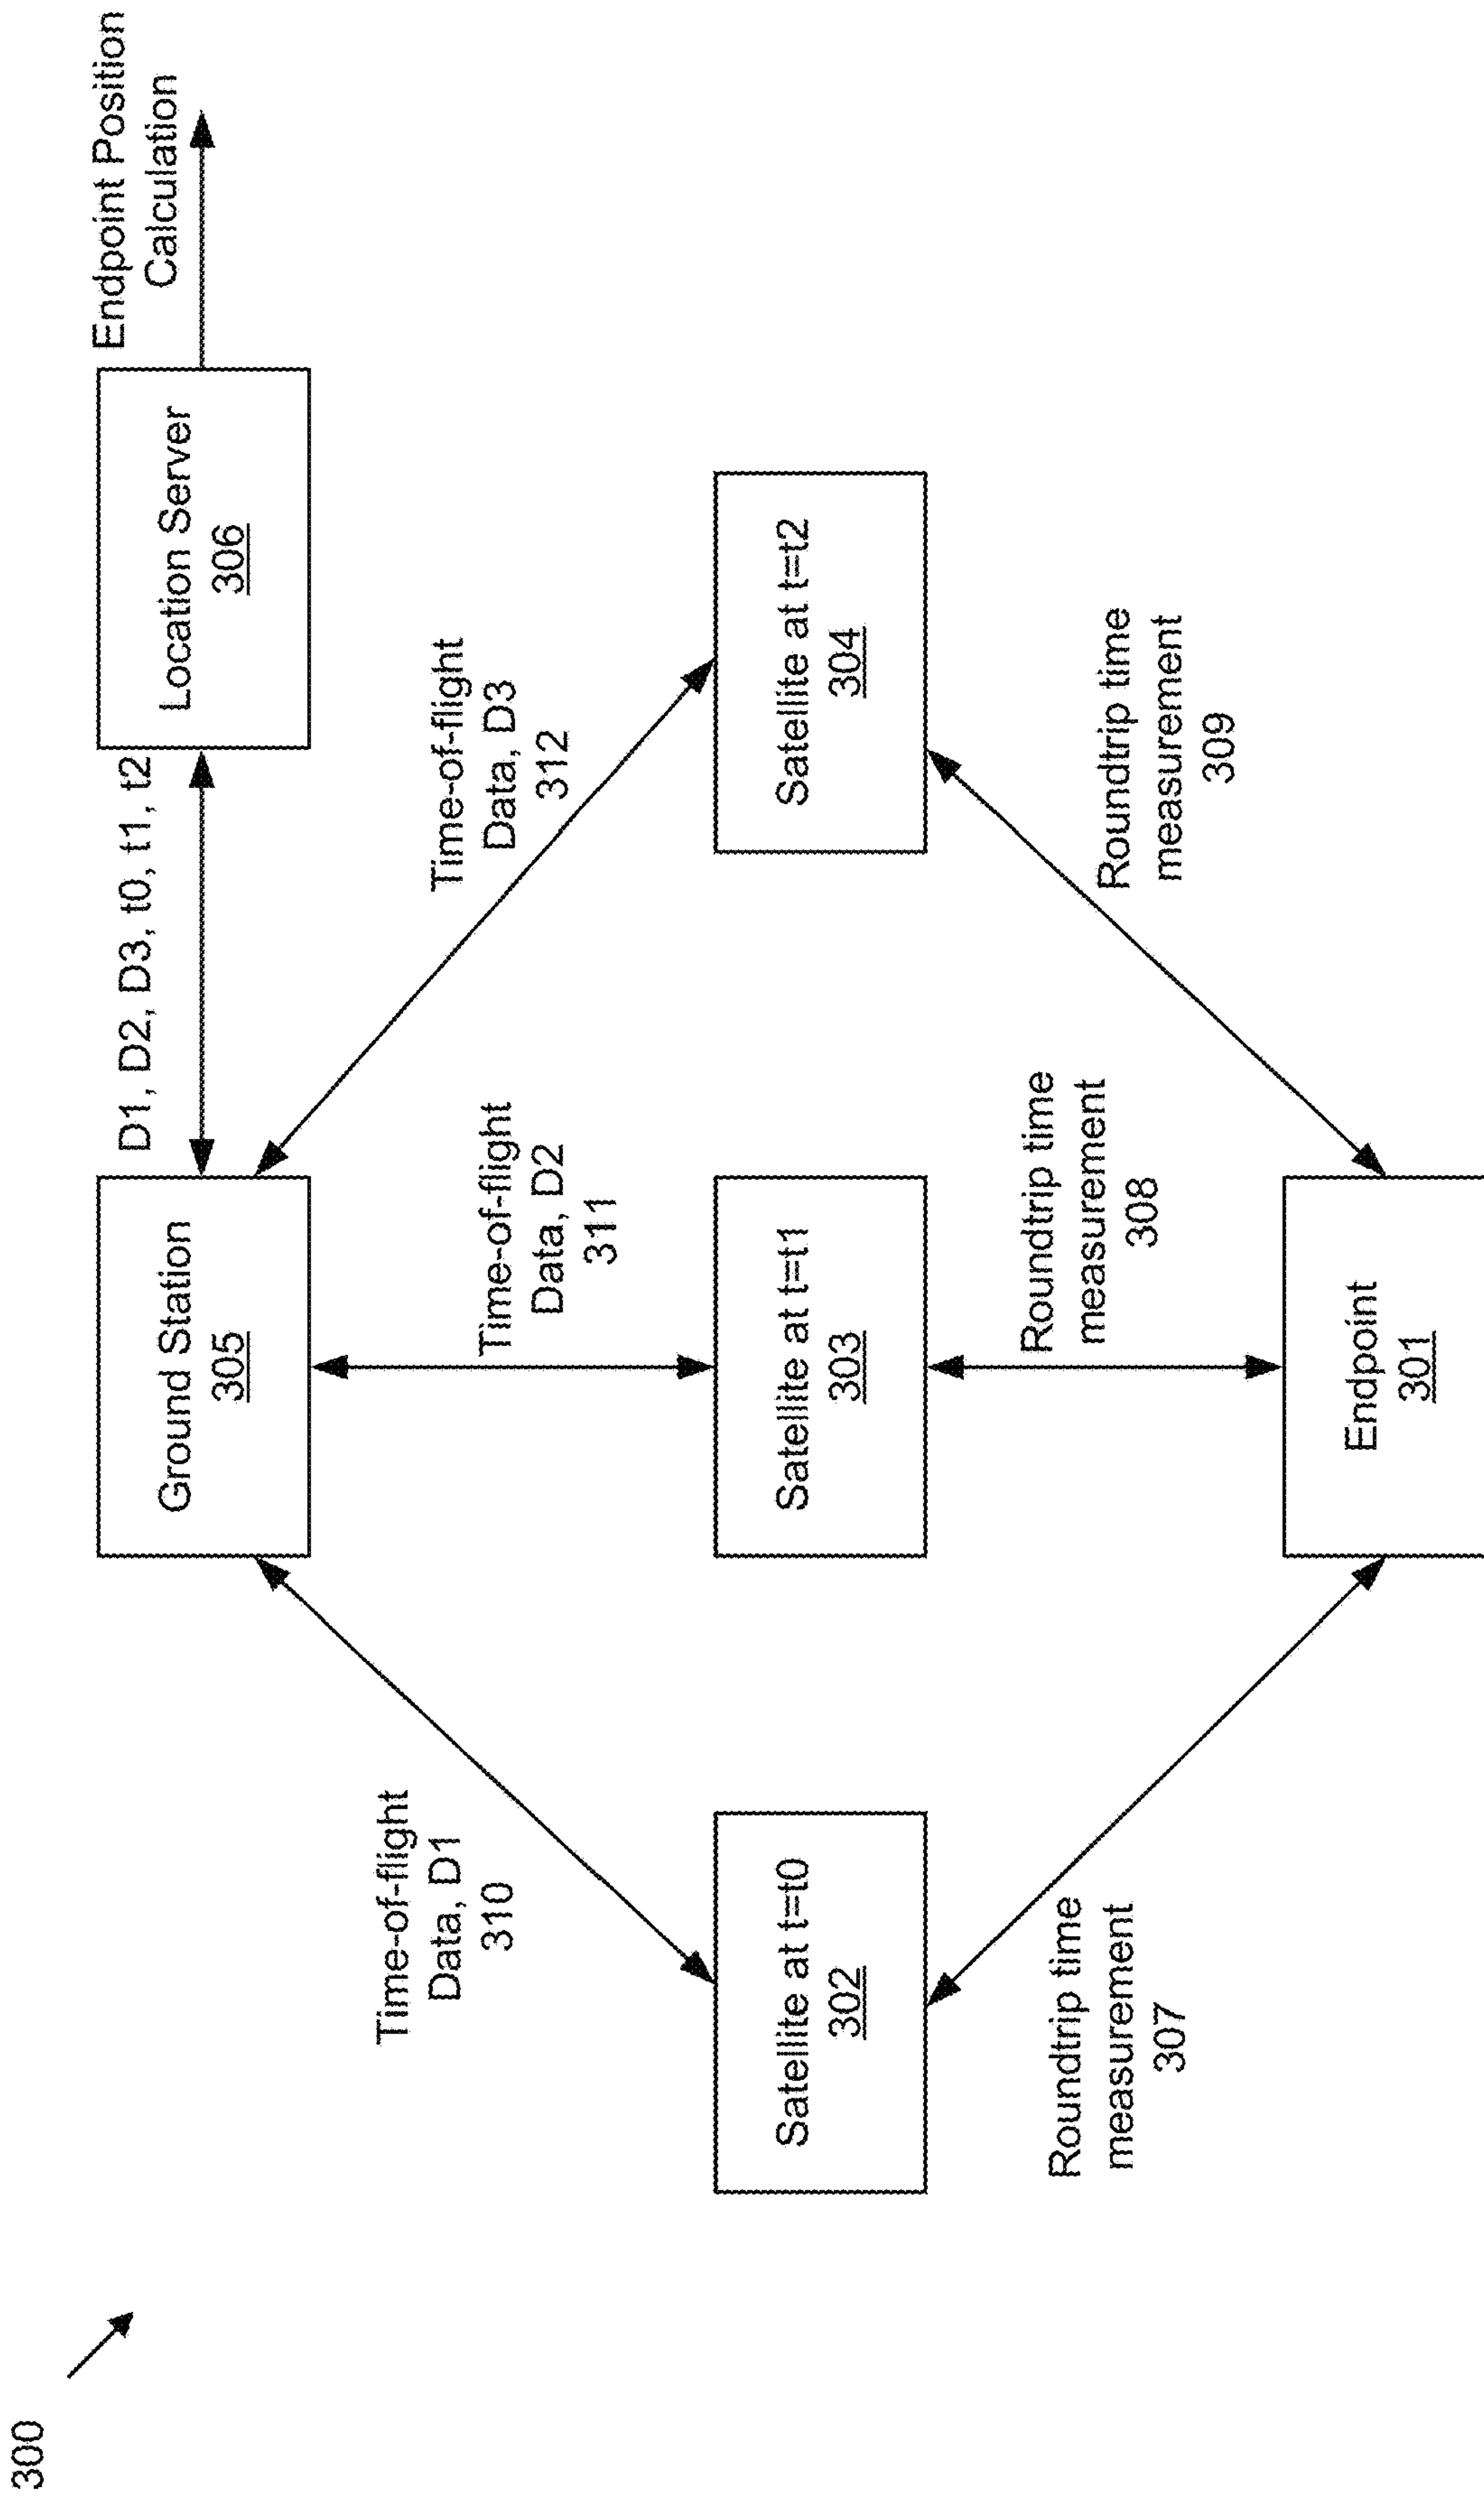 300
Ground Station
305
D1, D2, D3, t0, t1, t2
Location Server
306
Endpoint Position
Calculation
Time-of-flight
Data, D1
310
Time-of-flight
Data, D2
311
Time-of-flight
Data, D3
312
Satellite at t=t0
302
Satellite at t=t1
303
Satellite at t=t2
304
Roundtrip time
measurement
307
Roundtrip time
measurement
308
Roundtrip time
measurement
309
Endpoint
301